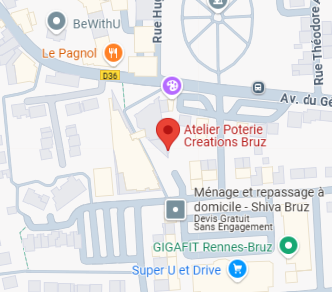 BeWithU
Le Pagnol
D36
Rue Hu
Rue Théodore
Av. du Ge
Atelier Poterie
Creations Bruz
Ménage et repassage à
domicile - Shiva Bruz
Devis Gratuit
Sans Engagement
GIGAFIT Rennes-Bruz
Super U et Drive